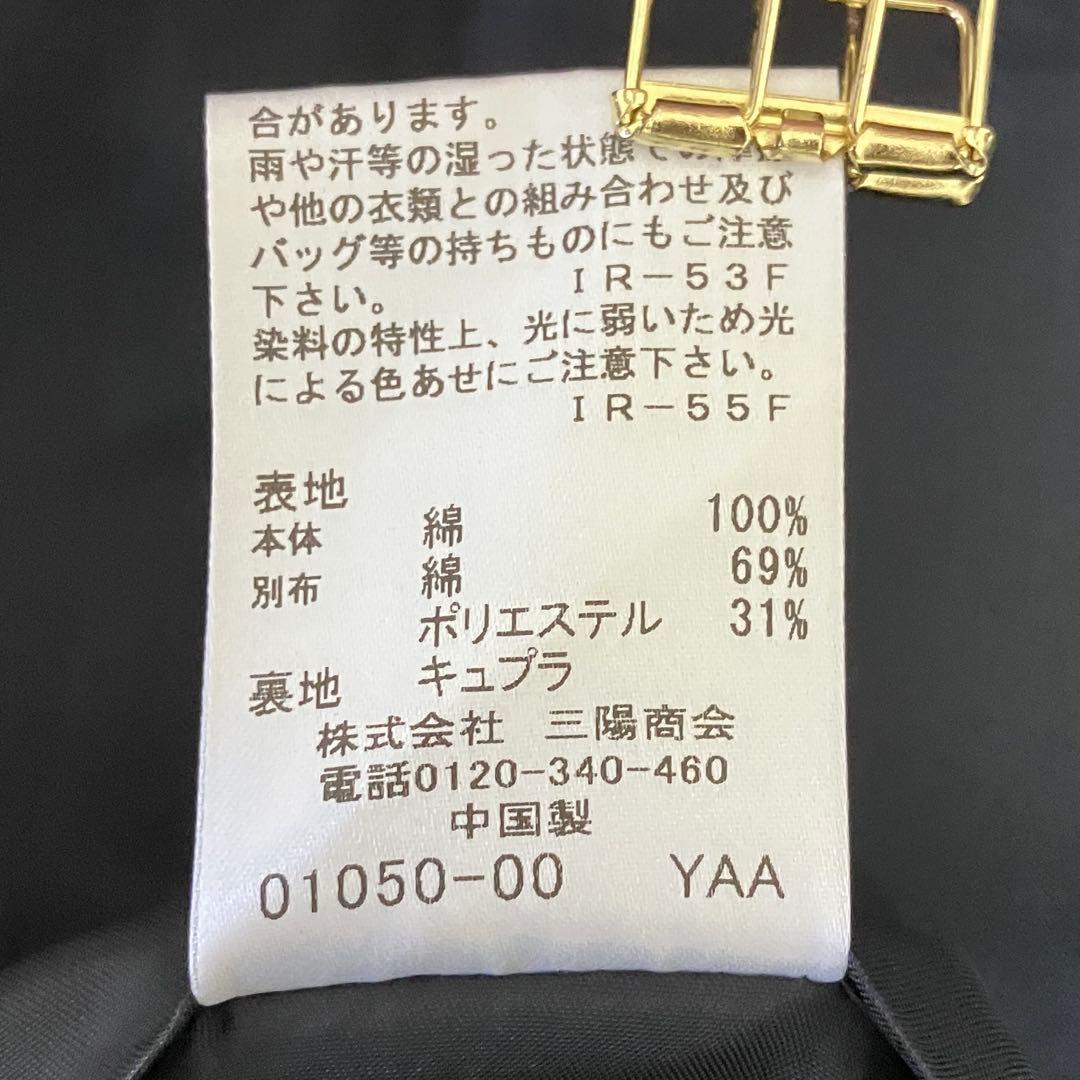 合があります。
雨や汗等の湿った状態での
や他の衣類との組み合わせ及び
バッグ等の持ちものにもご注意
下さい。 ＩＲ－５３Ｆ
染料の特性上、光に弱いため光
による色あせにご注意下さい。
ＩＲ－５５Ｆ
表地
本体 綿 100%
別布 綿 69%
ポリエステル 31%
裏地 キュプラ
株式会社 三陽商会
電話0120-340-460
中国製
01050-00 YAA